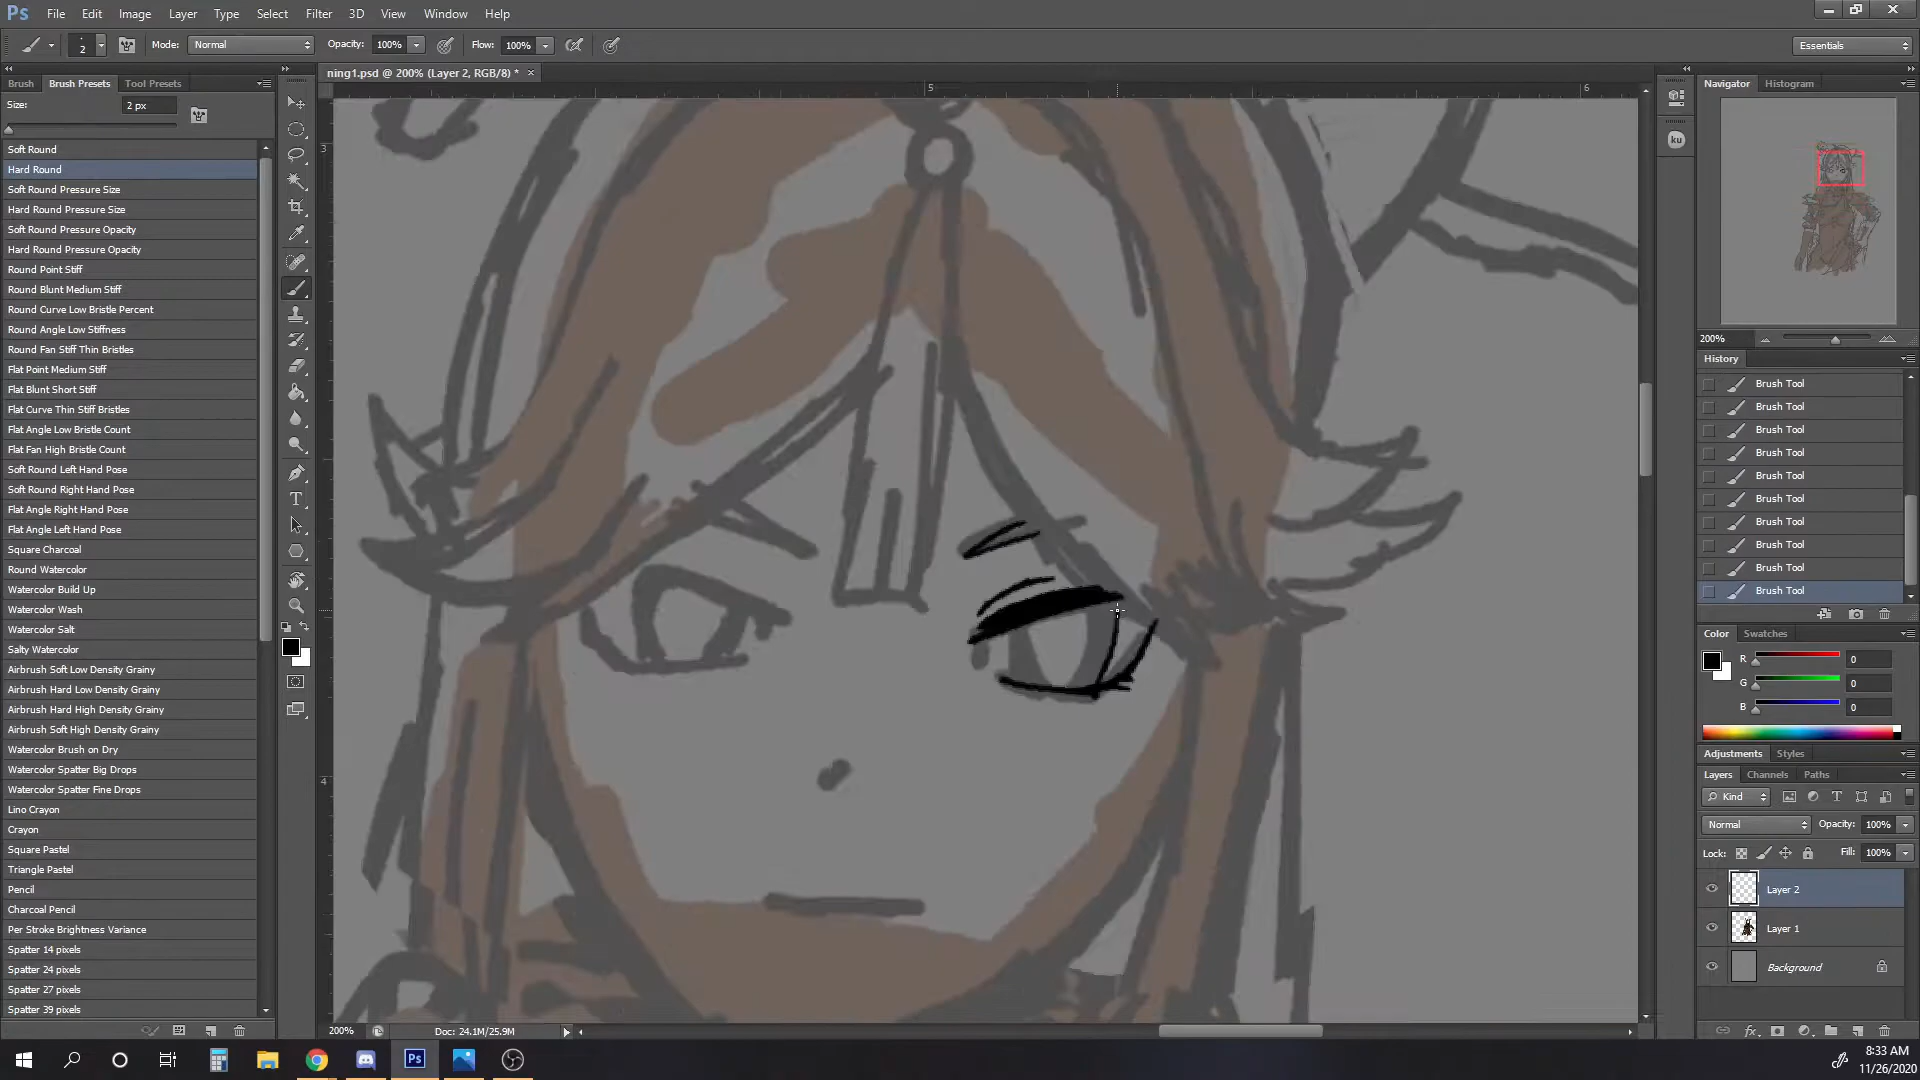 Ps File Edit Image Layer Type Select Filter 3D View Window Help
2 Mode: Normal Opacity: 100% Flow: 100% Essentials
ning1.psd @ 200% (Layer 2, RGB/8) * ×
Brush Brush Presets Tool Presets
Size: 2 px
Soft Round
Hard Round
Soft Round Pressure Size
Hard Round Pressure Size
Soft Round Pressure Opacity
Hard Round Pressure Opacity
Round Point Stiff
Round Blunt Medium Stiff
Round Curve Low Bristle Percent
Round Angle Low Stiffness
Round Fan Stiff Thin Bristles
Flat Point Medium Stiff
Flat Blunt Short Stiff
Flat Curve Thin Stiff Bristles
Flat Angle Low Bristle Count
Flat Fan High Bristle Count
Soft Round Left Hand Pose
Soft Round Right Hand Pose
Flat Angle Right Hand Pose
Flat Angle Left Hand Pose
Square Charcoal
Round Watercolor
Watercolor Build Up
Watercolor Wash
Watercolor Salt
Salty Watercolor
Airbrush Soft Low Density Grainy
Airbrush Hard Low Density Grainy
Airbrush Hard High Density Grainy
Airbrush Soft High Density Grainy
Watercolor Brush on Dry
Watercolor Spatter Big Drops
Watercolor Spatter Fine Drops
Lino Crayon
Crayon
Square Pastel
Triangle Pastel
Pencil
Charcoal Pencil
Per Stroke Brightness Variance
Spatter 14 pixels
Spatter 24 pixels
Spatter 27 pixels
Spatter 39 pixels
5 6
3
4
200% Doc: 24.1M/25.9M
ku
Navigator Histogram
200%
History
Brush Tool
Brush Tool
Brush Tool
Brush Tool
Brush Tool
Brush Tool
Brush Tool
Brush Tool
Brush Tool
Brush Tool
Color Swatches
R 0
G 0
B 0
Adjustments Styles
Layers Channels Paths
Kind
Normal Opacity: 100%
Lock: Fill: 100%
Layer 2
Layer 1
Background
fx
Ps
8:33 AM
11/26/2020